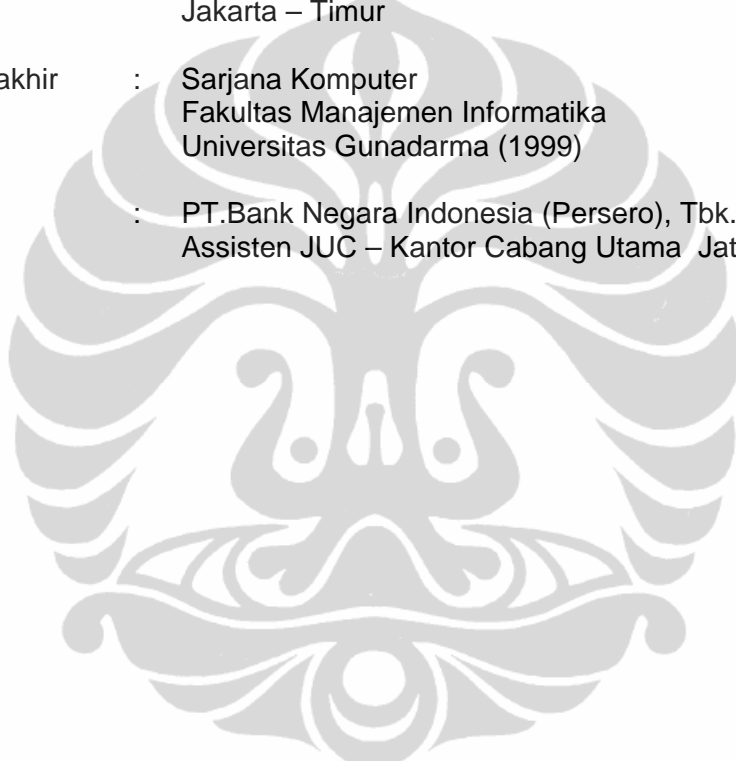 Jakarta – Timur
akhir : Sarjana Komputer
Fakultas Manajemen Informatika
Universitas Gunadarma (1999)
: PT.Bank Negara Indonesia (Persero), Tbk.
Assisten JUC – Kantor Cabang Utama Jat